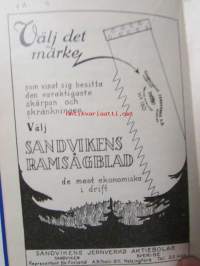 Välj det
märke,
som visat sig besitta
den varaktigaste
skärpan och
skränkningen
Välj
SANDVIKENS
RAMSÅGBLAD
de mest ekonomiska
i drift
SANDVIKENS JERNVERKS AKTIEBOLAG
SANDVIKEN SVERIGE